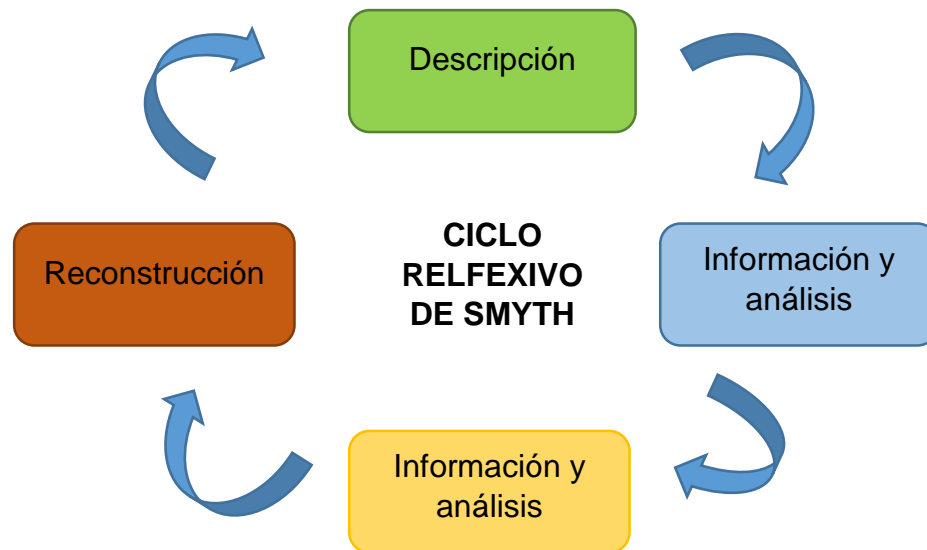 Descripción
CICLO
RELFEXIVO
DE SMYTH
Información y
análisis
Reconstrucción
Información y
análisis